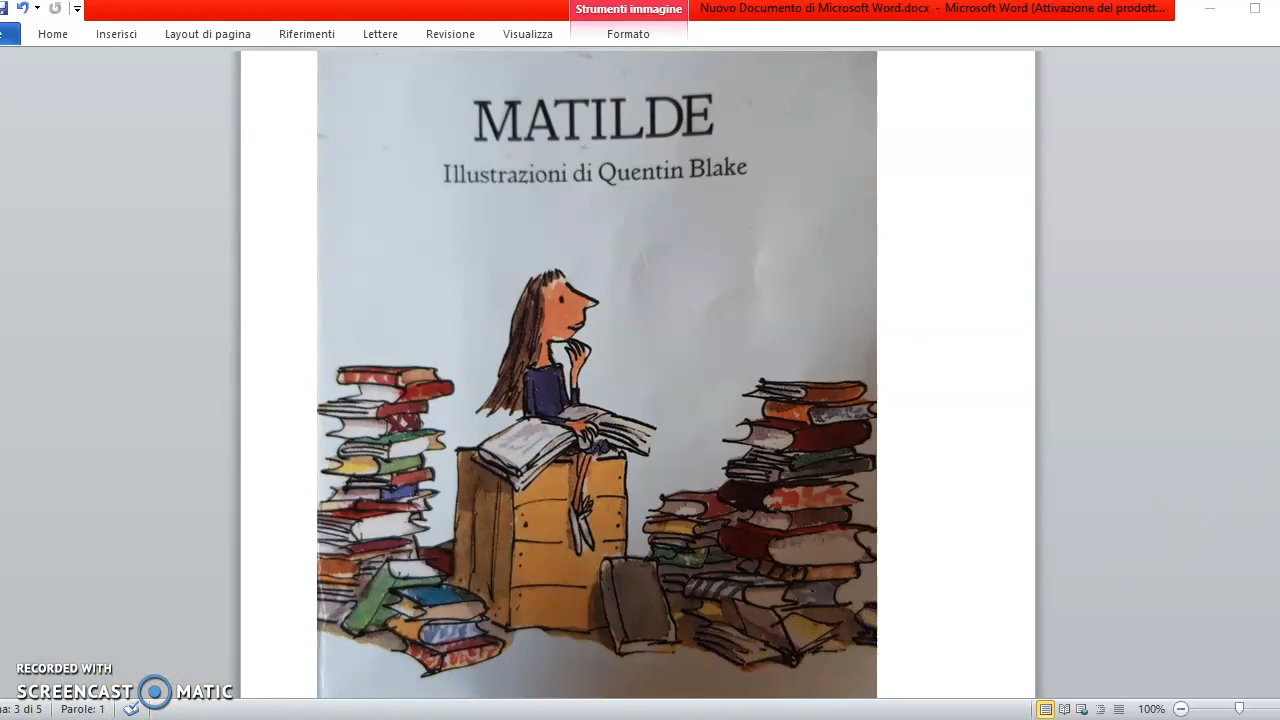 Strumenti immagine
Nuovo Documento di Microsoft Word.docx - Microsoft Word (Attivazione del prodott...
Home Inserisci Layout di pagina Riferimenti Lettere Revisione Visualizza Formato
MATILDE
Illustrazioni di Quentin Blake
RECORDED WITH
SCREENCAST MATIC
na: 3 di 5 Parole: 1 100%